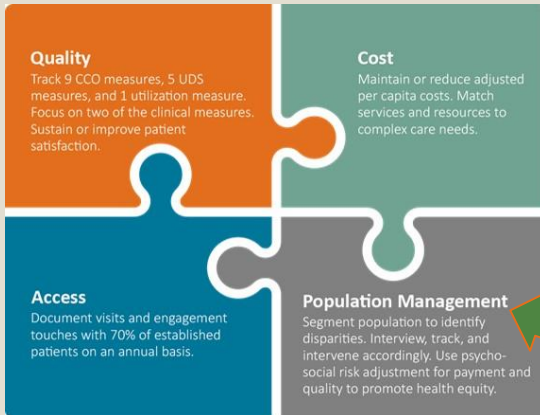 Quality
Track 9 CCO measures, 5 UDS
measures, and 1 utilization measure.
Focus on two of the clinical measures.
Sustain or improve patient
satisfaction.
Cost
Maintain or reduce adjusted
per capita costs. Match
services and resources to
complex care needs.
Access
Document visits and engagement
touches with 70% of established
patients on an annual basis.
Population Management
Segment population to identify
disparities. Interview, track, and
intervene accordingly. Use psycho-
social risk adjustment for payment and
quality to promote health equity.